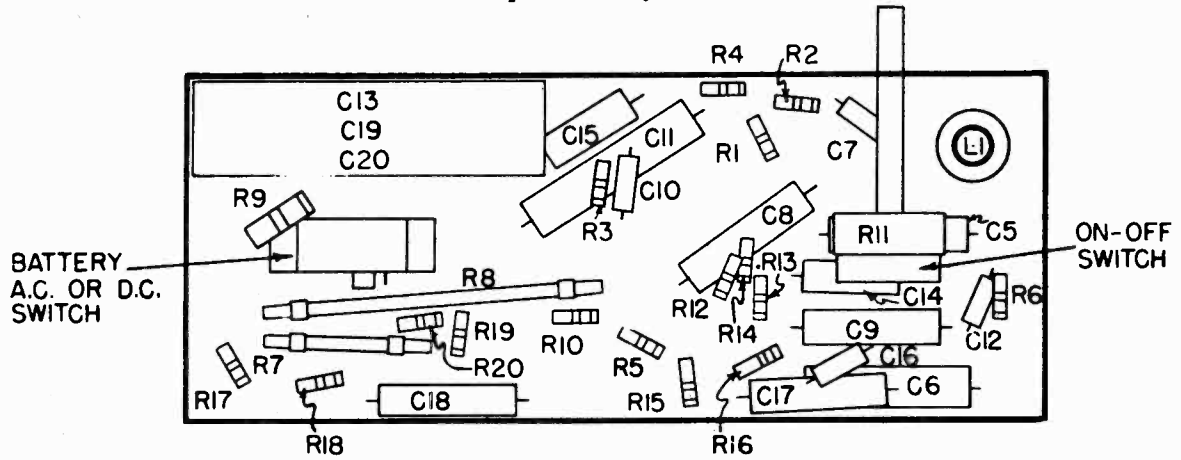 R4
R2
C13
C19
C20
C15
C11
R1
C7
L1
R9
C10
R3
C8
R11
C5
BATTERY
A.C. OR D.C.
SWITCH
ON-OFF
SWITCH
R8
R13
R12
R14
C14
R6
R19
R10
C9
C12
R7
R20
R5
C16
R17
R15
C17
C6
C18
R18
R16